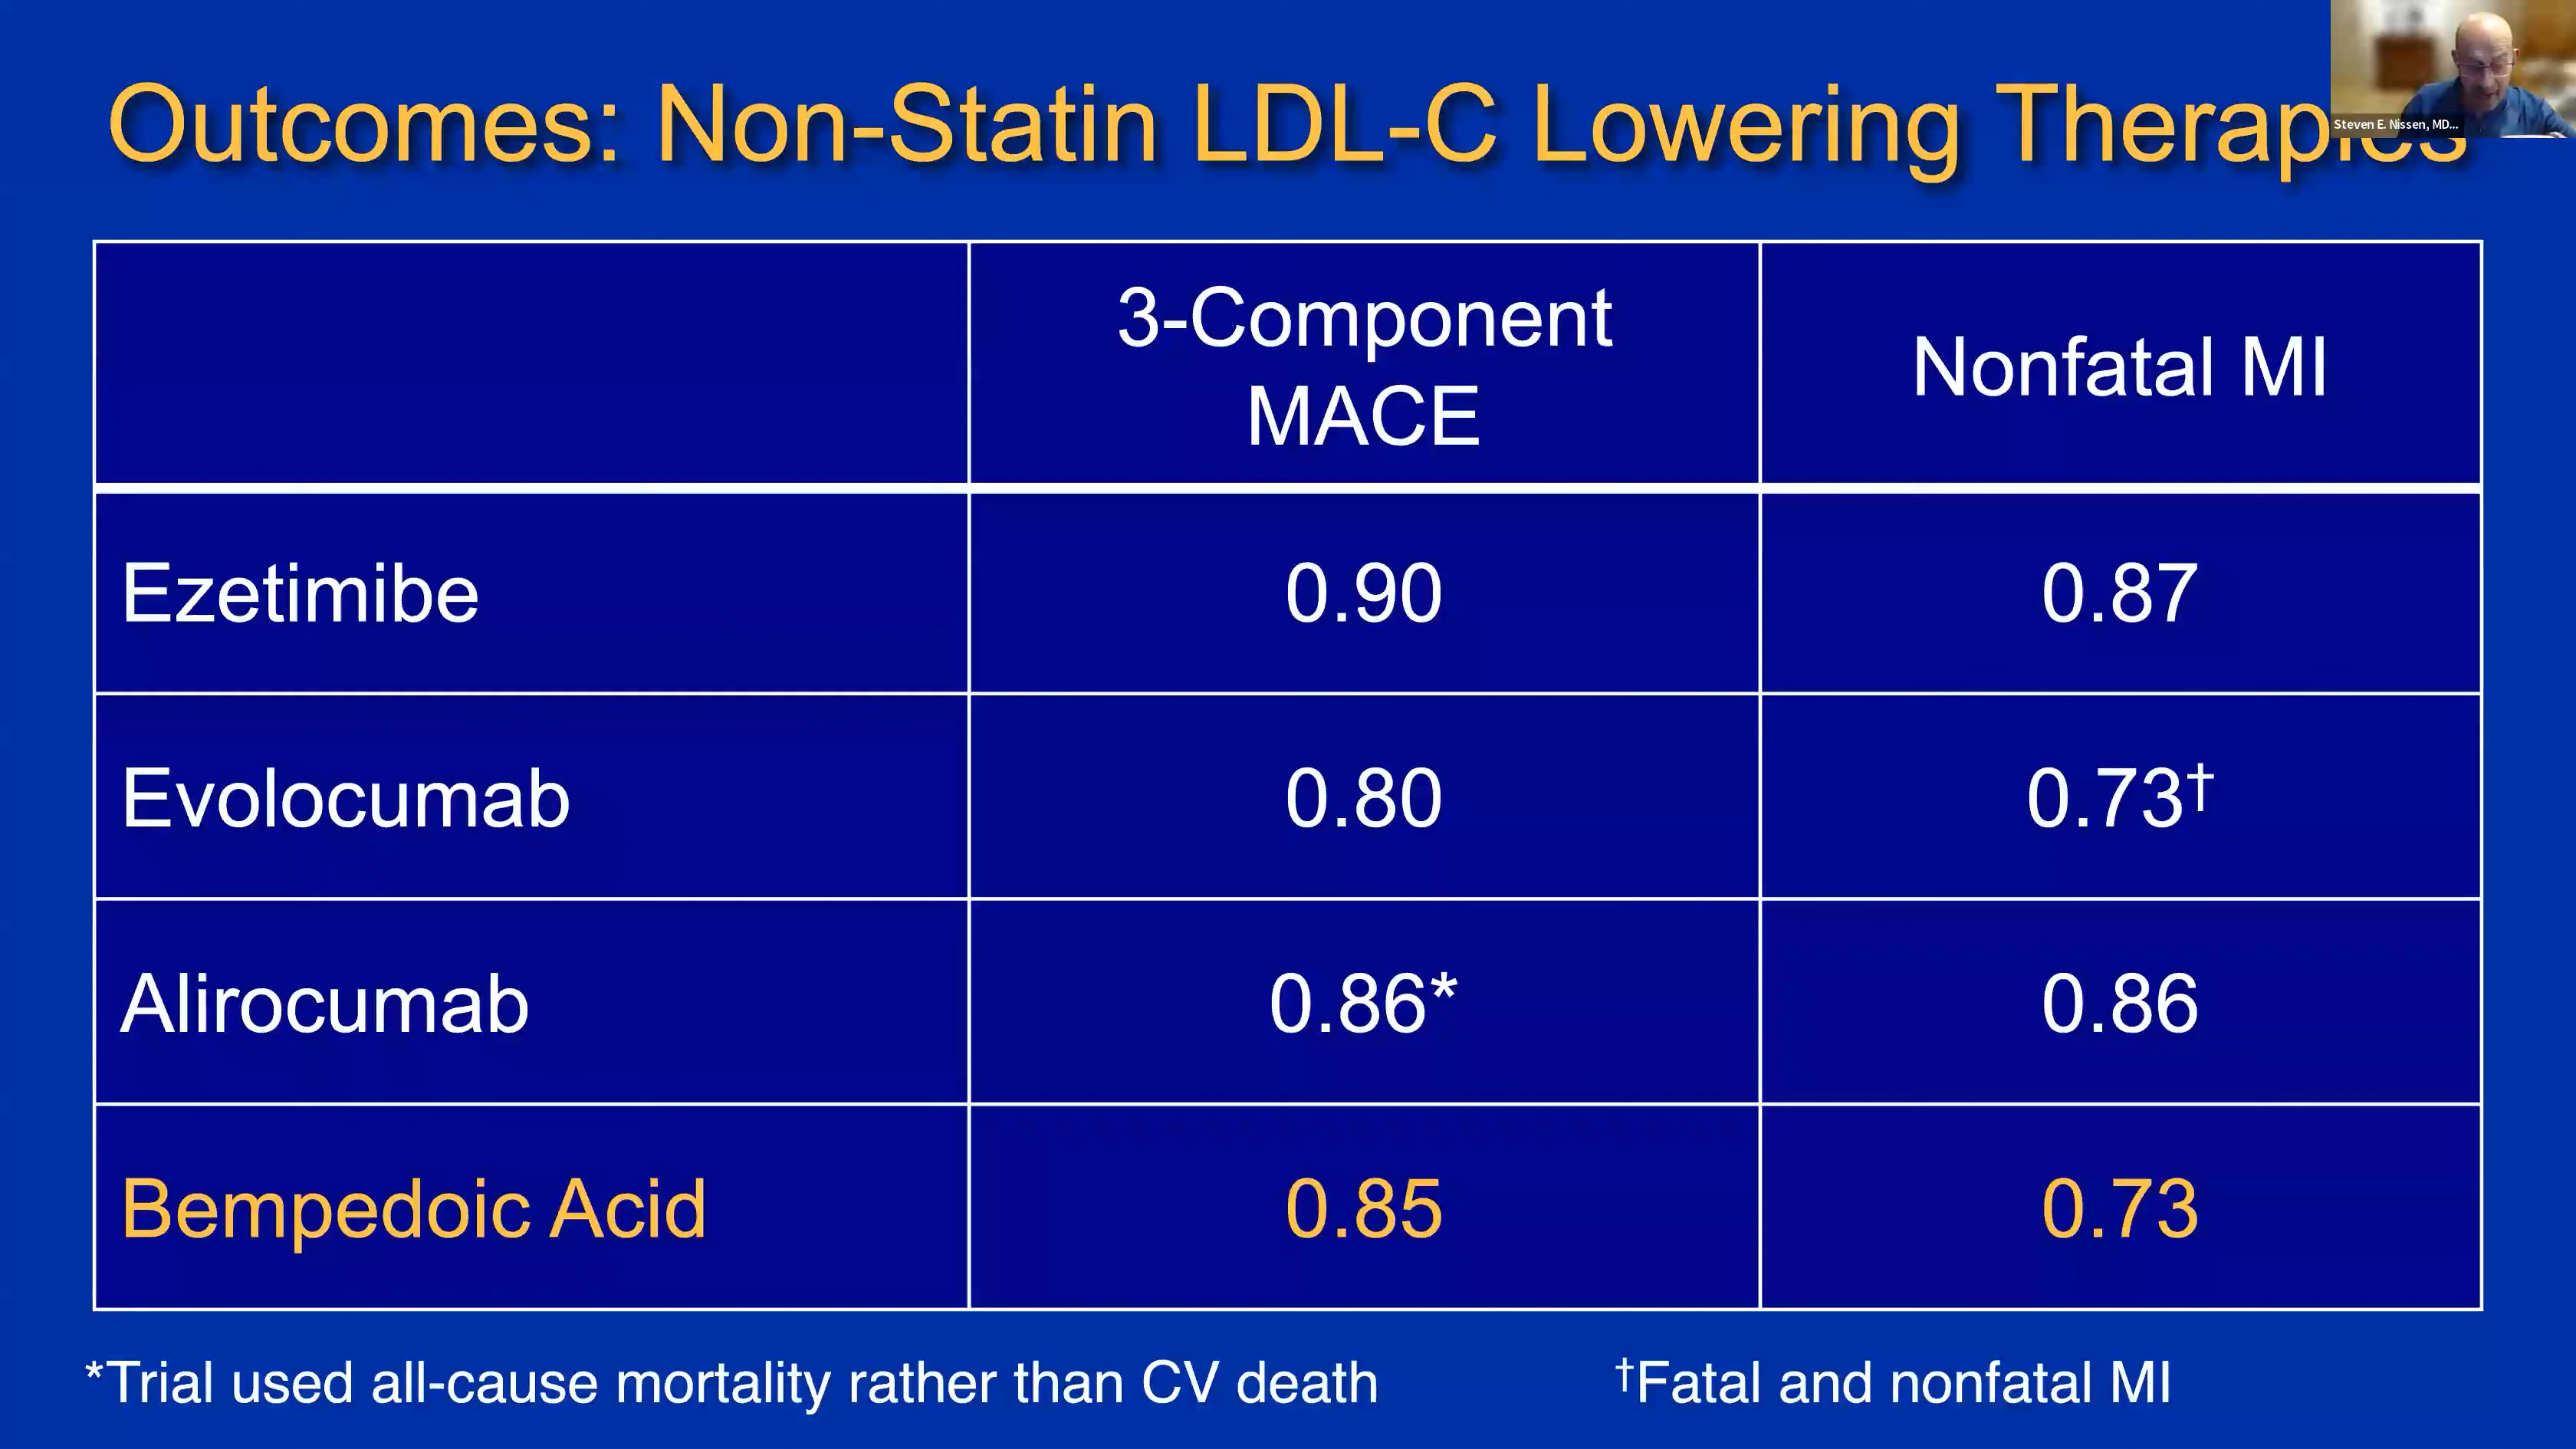 Outcomes: Non-Statin LDL-C Lowering Therapies
Steven E. Nissen, MD...
3-Component
MACE
Nonfatal MI
Ezetimibe 0.90 0.87
Evolocumab 0.80 0.73†
Alirocumab 0.86* 0.86
Bempedoic Acid 0.85 0.73
*Trial used all-cause mortality rather than CV death
†Fatal and nonfatal MI